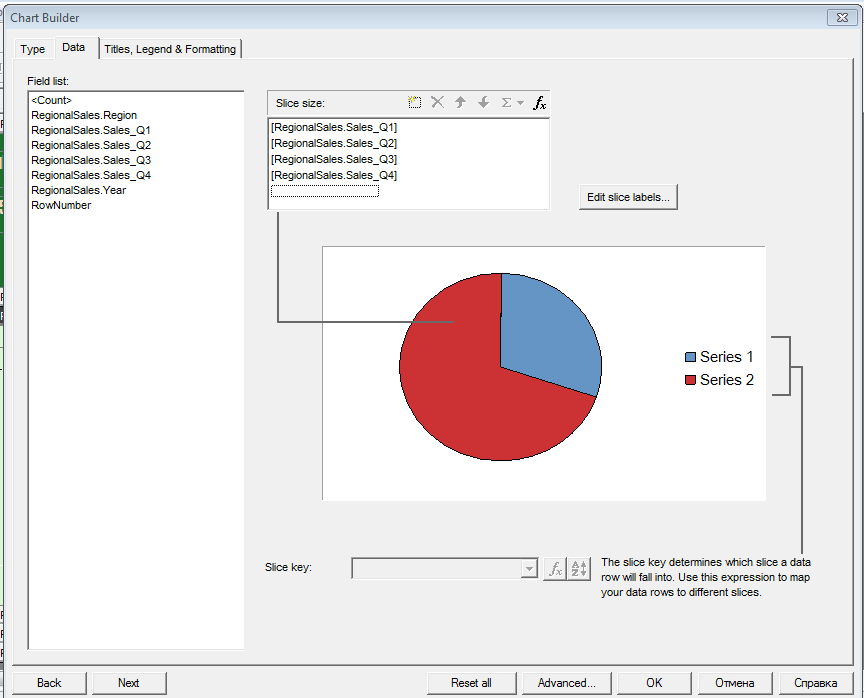 Chart Builder
Type
Data
Titles, Legend & Formatting
Field list:
<Count>
RegionalSales.Region
RegionalSales.Sales_Q1
RegionalSales.Sales_Q2
RegionalSales.Sales_Q3
RegionalSales.Sales_Q4
RegionalSales.Year
RowNumber
Slice size:
Σ
fx
[RegionalSales.Sales_Q1]
[RegionalSales.Sales_Q2]
[RegionalSales.Sales_Q3]
[RegionalSales.Sales_Q4]
Edit slice labels...
Series 1
Series 2
Slice key:
fx
A
Z
The slice key determines which slice a data
row will fall into. Use this expression to map
your data rows to different slices.
Back
Next
Reset all
Advanced...
OK
Отмена
Справка